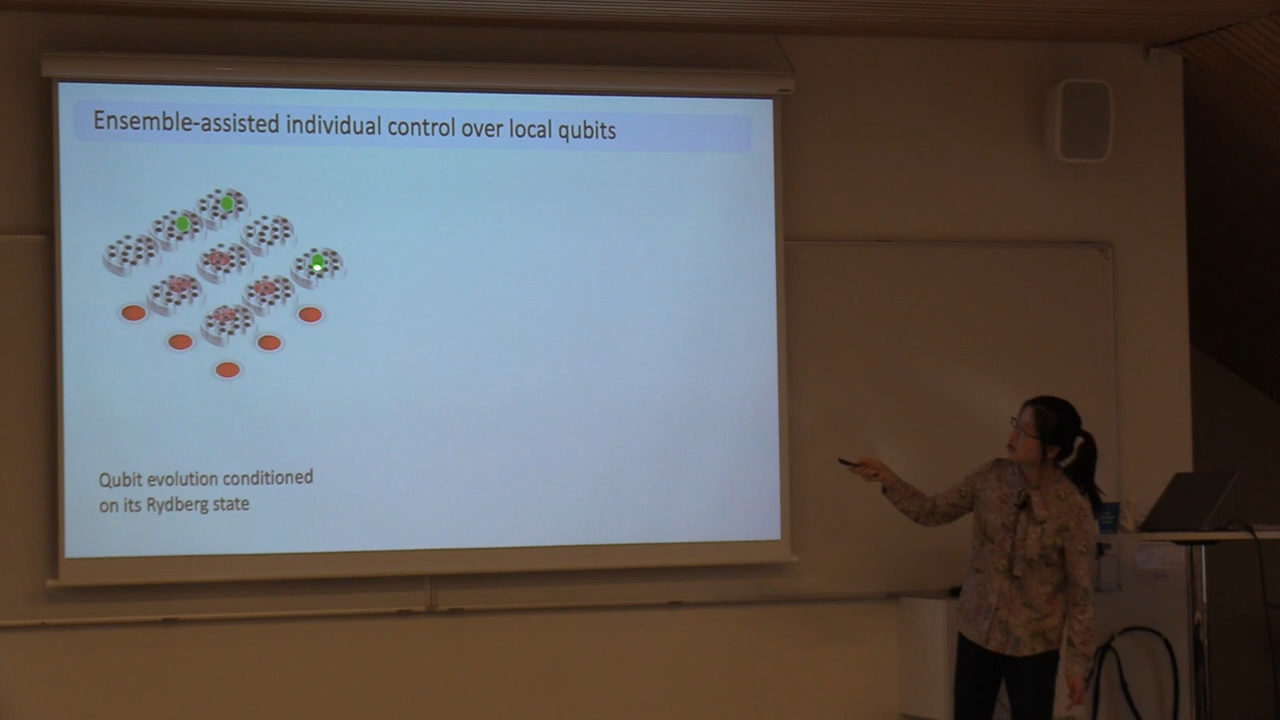 Ensemble-assisted individual control over local qubits
Qubit evolution conditioned
on its Rydberg state